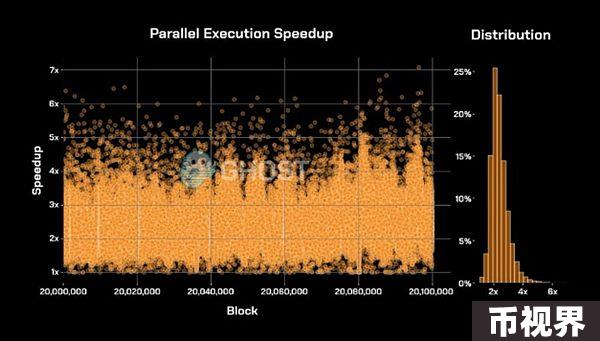 Parallel Execution Speedup
Distribution
7x
6x
5x
4x
3x
2x
1x
Speedup
20,000,000
20,020,000
20,040,000
20,060,000
20,080,000
20,100,000
Block
GHOST
25%
20%
15%
10%
5%
0%
2x
4x
6x
币视界